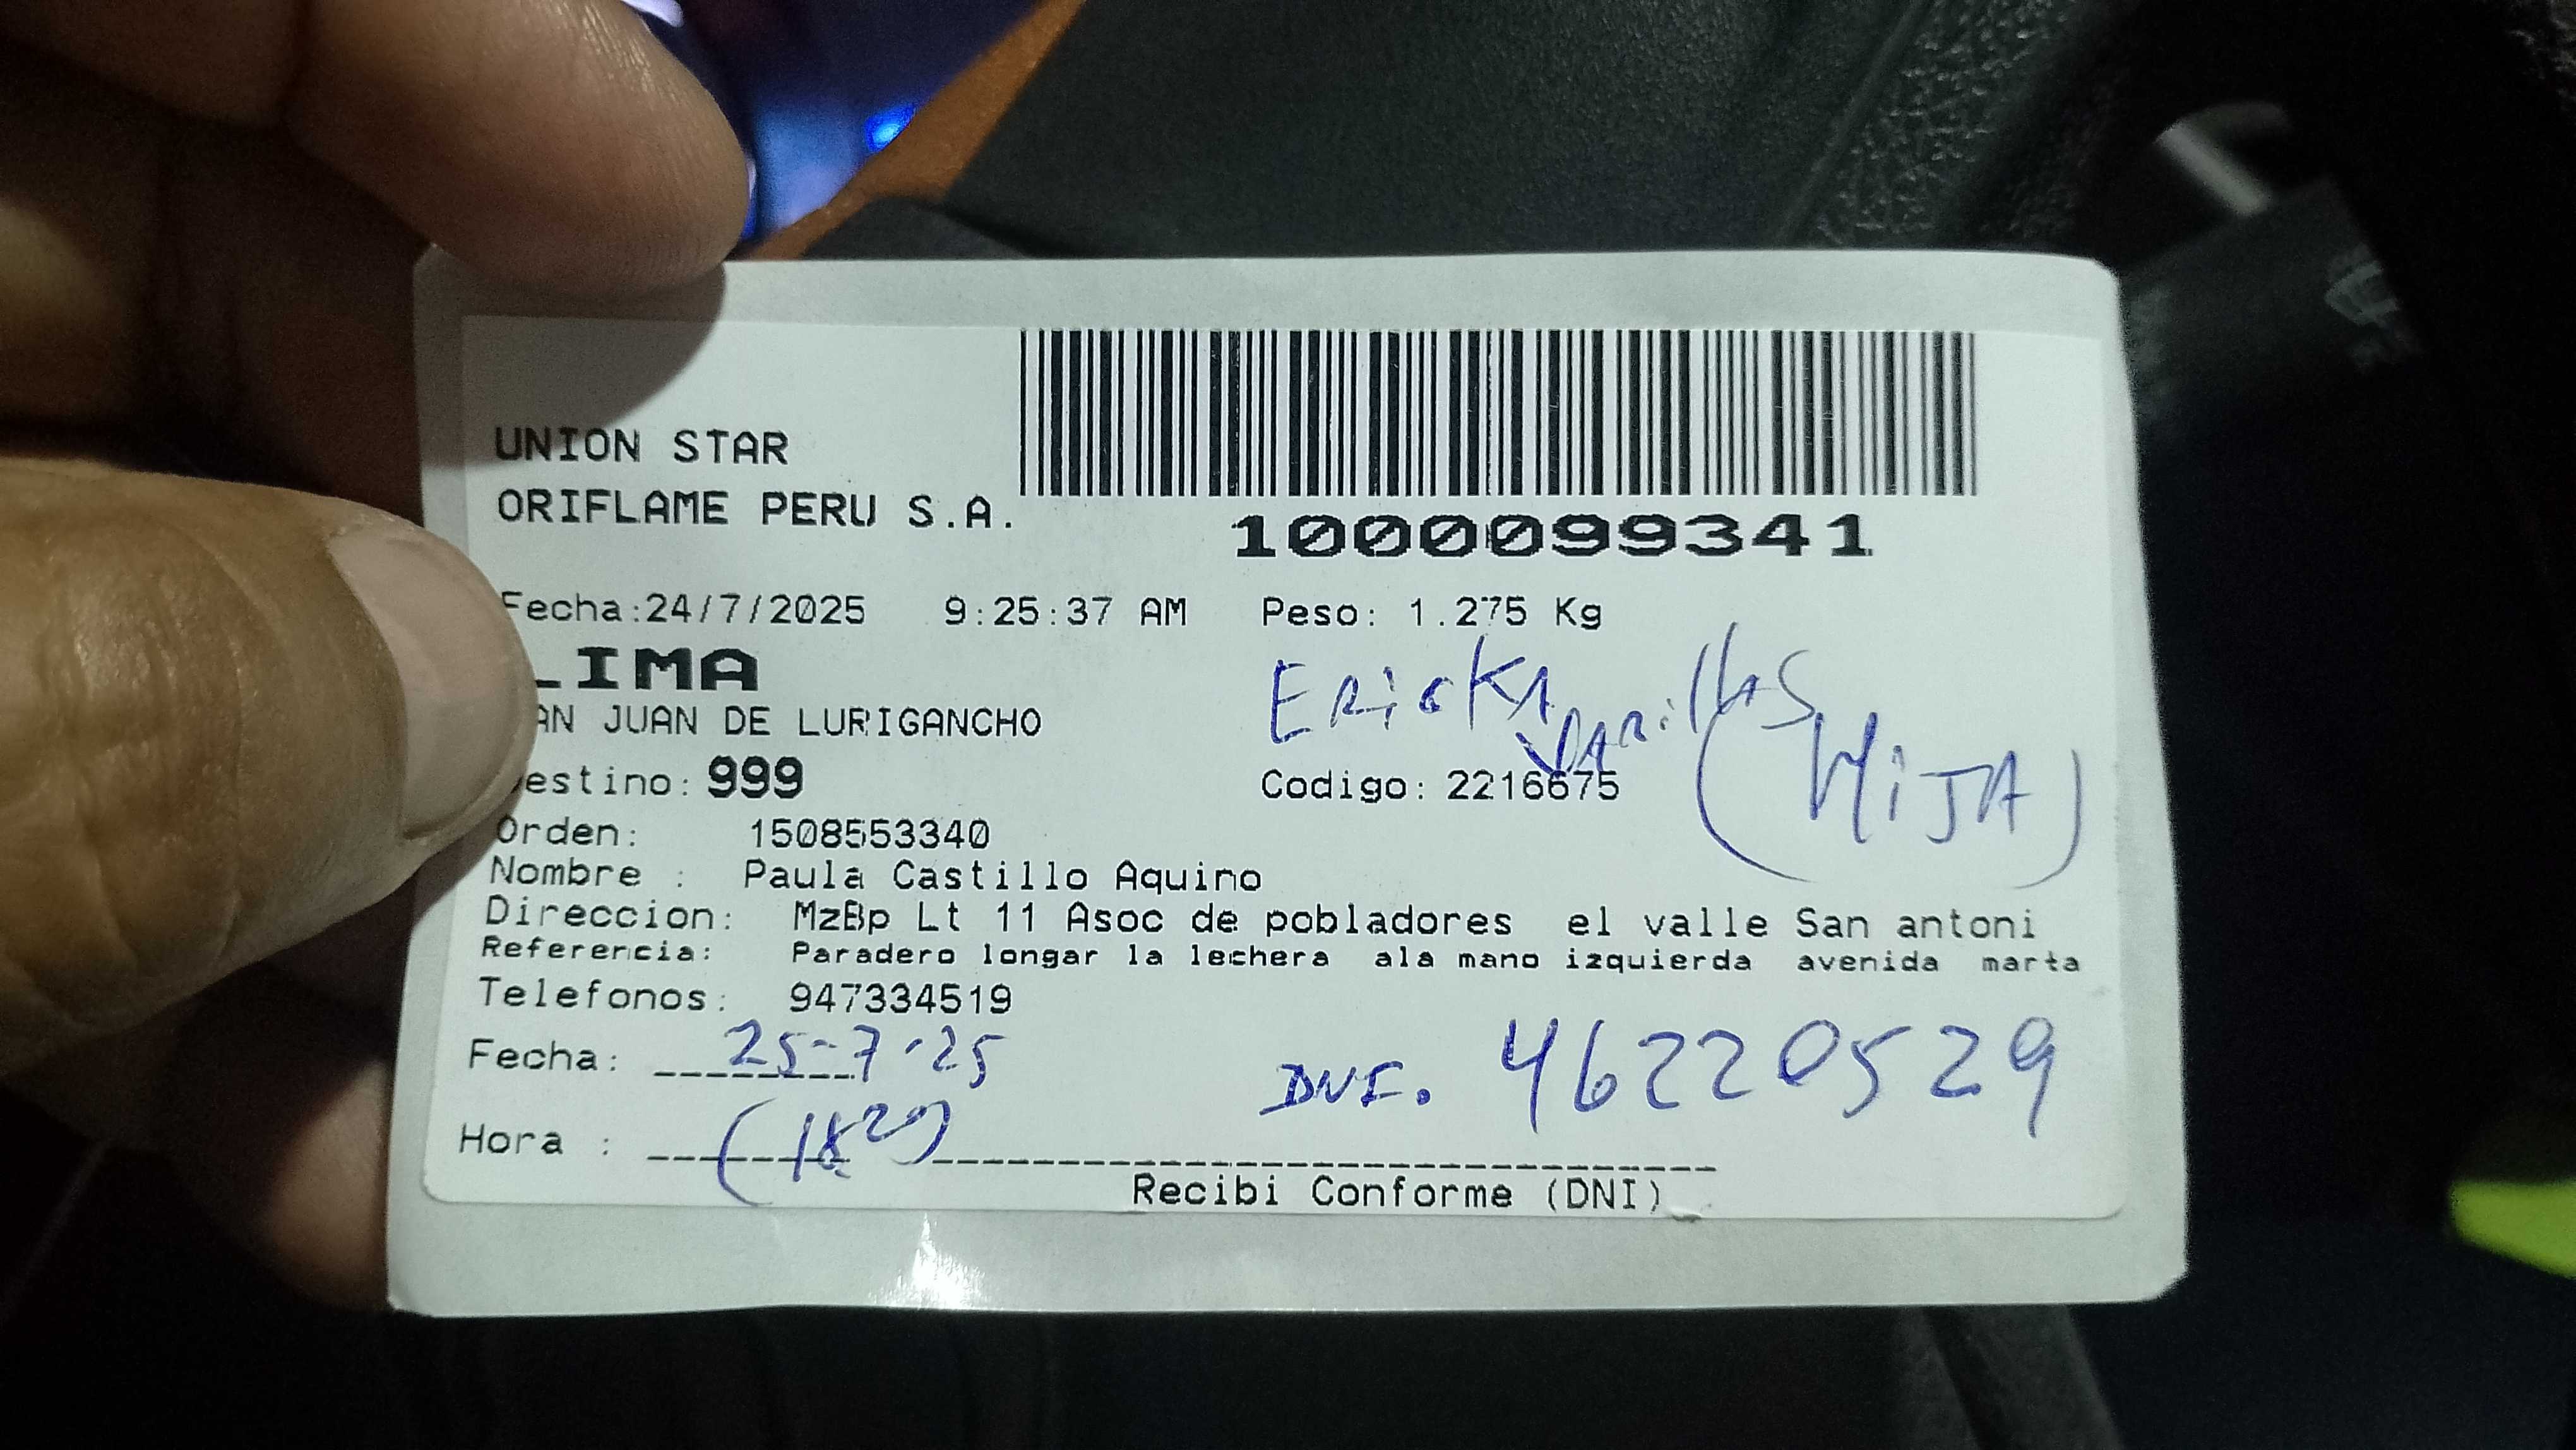 UNION STAR
ORIFLAME PERU S.A.
1000099341
Fecha:24/7/2025 9:25:37 AM Peso: 1.275 Kg
LIMA
AN JUAN DE LURIGANCHO
Ericka Varillas
(HiJA)
estino: 999 Codigo: 2216675
Orden: 1508553340
Nombre : Paula Castillo Aquino
Direccion: MzBp Lt 11 Asoc de pobladores el valle San antoni
Referencia: Paradero longar la lechera ala mano izquierda avenida marta
Telefonos: 947334519
Fecha: 25-7-25 DNI. 46220529
Hora : (18 20)
Recibi Conforme (DNI)